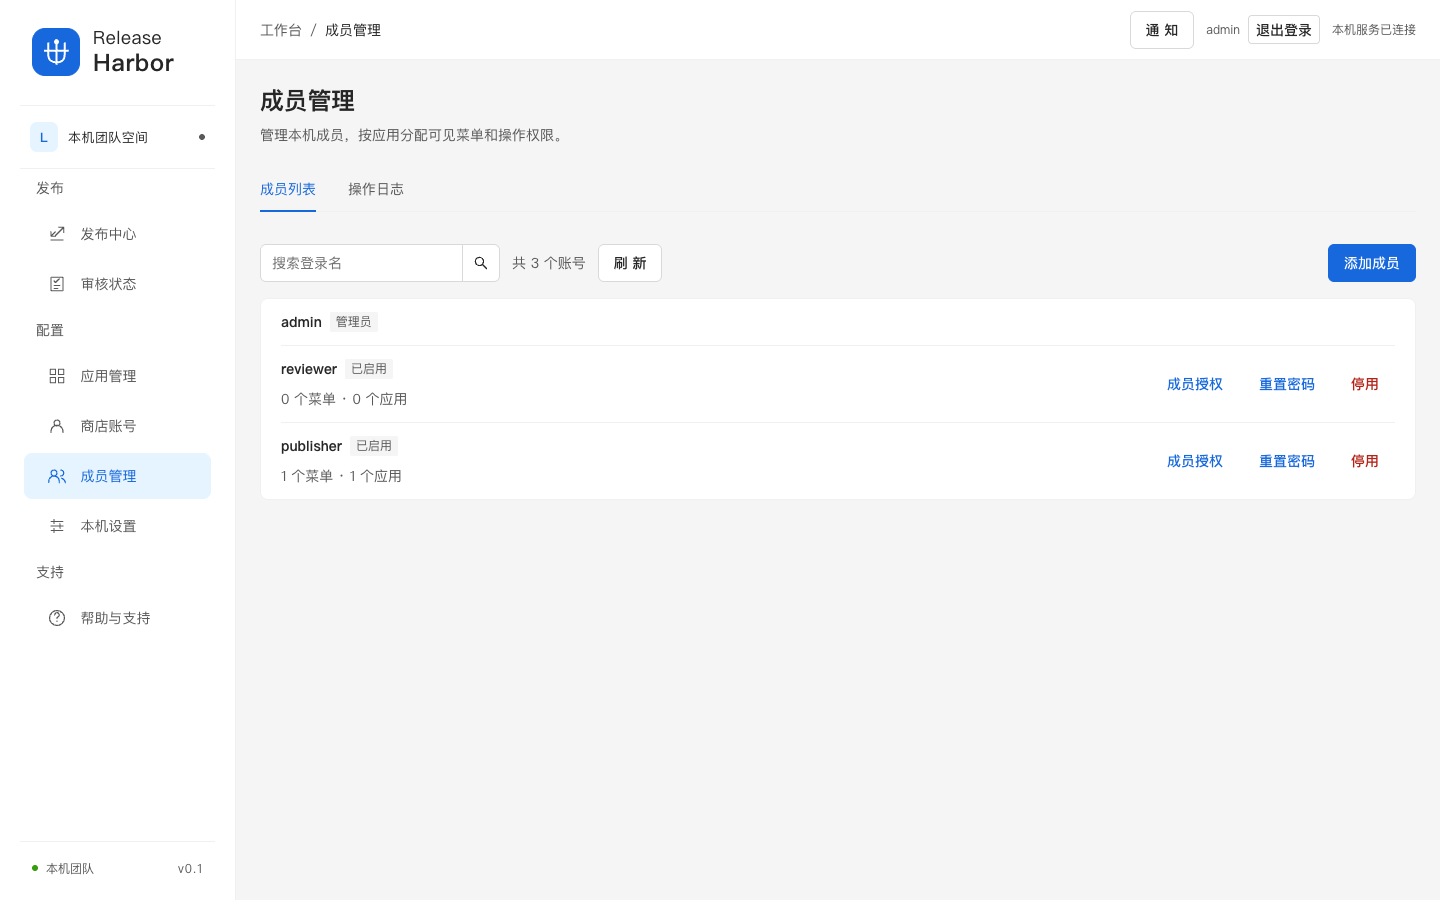 Release
Harbor
L 本机团队空间
发布
发布中心
审核状态
配置
应用管理
商店账号
成员管理
本机设置
支持
帮助与支持
本机团队 v0.1
工作台 / 成员管理
通 知 admin 退出登录 本机服务已连接
成员管理
管理本机成员，按应用分配可见菜单和操作权限。
成员列表 操作日志
搜索登录名 共 3 个账号 刷 新 添加成员
admin 管理员
reviewer 已启用
0 个菜单 · 0 个应用
成员授权 重置密码 停用
publisher 已启用
1 个菜单 · 1 个应用
成员授权 重置密码 停用